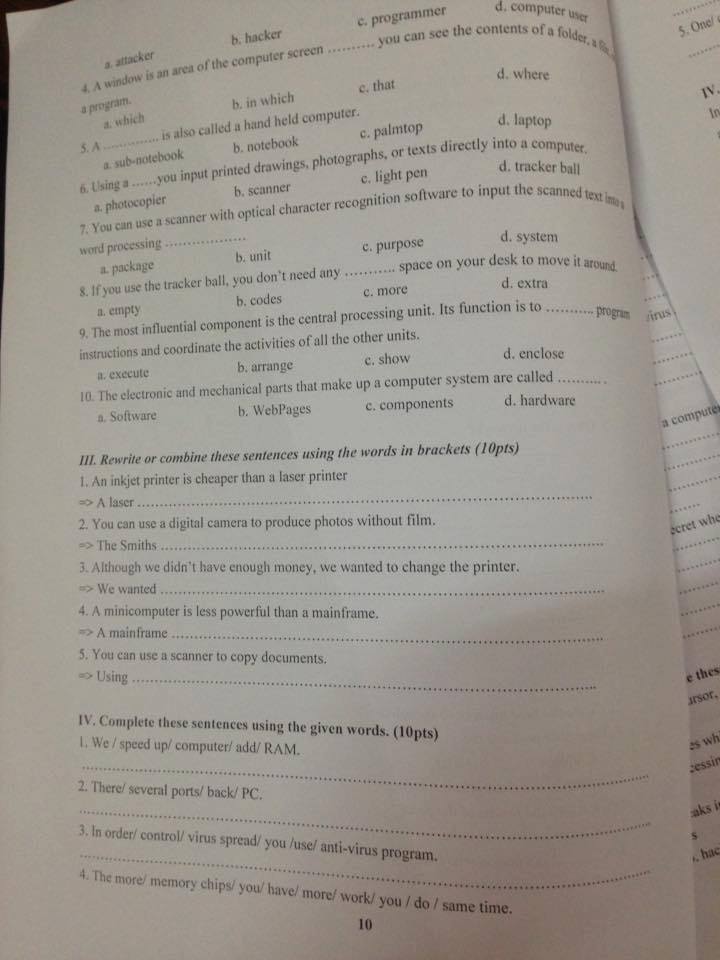 a. attacker b. hacker c. programmer d. computer user
4. A window is an area of the computer screen .......... you can see the contents of a folder, a
a program.
a. which b. in which c. that d. where
5. A .............. is also called a hand held computer.
a. sub-notebook b. notebook c. palmtop d. laptop
6. Using a ......you input printed drawings, photographs, or texts directly into a computer.
a. photocopier b. scanner c. light pen d. tracker ball
7. You can use a scanner with optical character recognition software to input the scanned text into a
word processing ..................
a. package b. unit c. purpose d. system
8. If you use the tracker ball, you don't need any ........... space on your desk to move it around.
a. empty b. codes c. more d. extra
9. The most influential component is the central processing unit. Its function is to ........... program
instructions and coordinate the activities of all the other units.
a. execute b. arrange c. show d. enclose
10. The electronic and mechanical parts that make up a computer system are called ...........
a. Software b. WebPages c. components d. hardware
III. Rewrite or combine these sentences using the words in brackets (10pts)
1. An inkjet printer is cheaper than a laser printer
=> A laser ..........................................................................
2. You can use a digital camera to produce photos without film.
=> The Smiths ..........................................................................
3. Although we didn't have enough money, we wanted to change the printer.
=> We wanted ..........................................................................
4. A minicomputer is less powerful than a mainframe.
=> A mainframe ..........................................................................
5. You can use a scanner to copy documents.
=> Using ..........................................................................
IV. Complete these sentences using the given words. (10pts)
1. We / speed up/ computer/ add/ RAM.
..........................................................................
2. There/ several ports/ back/ PC.
..........................................................................
3. In order/ control/ virus spread/ you /use/ anti-virus program.
..........................................................................
4. The more/ memory chips/ you/ have/ more/ work/ you / do / same time.
10
5. One/
IV.
In
virus
a computer
ecret whe
e thes
ursor,
es wh
cessin
aks i
s
, hac